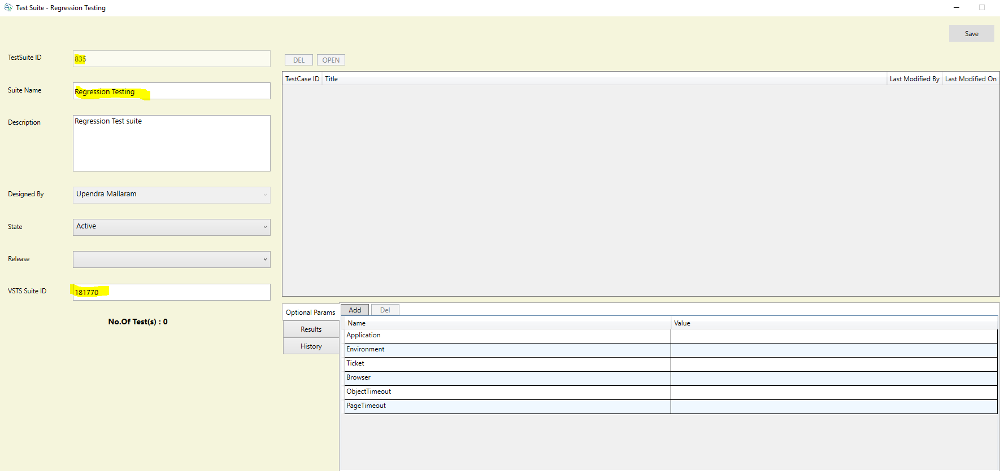 Test Suite - Regression Testing
Save
TestSuite ID
835
DEL
OPEN
TestCase ID
Title
Last Modified By
Last Modified On
Suite Name
Regression Testing
Description
Regression Test suite
Designed By
Upendra Mallaram
State
Active
Release
VSTS Suite ID
181770
No.Of Test(s) : 0
Optional Params
Results
History
Add
Del
Name
Value
Application
Environment
Ticket
Browser
ObjectTimeout
PageTimeout